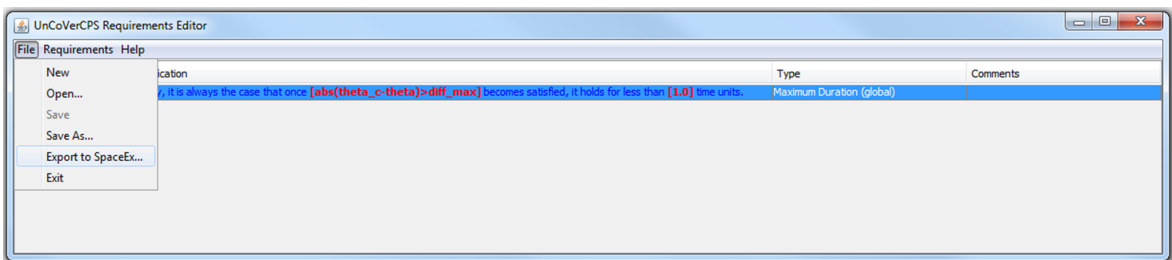 UnCoVerCPS Requirements Editor
File Requirements Help
New
ication Type Comments
Open...
y, it is always the case that once [abs(theta_c-theta)>diff_max] becomes satisfied, it holds for less than [1.0] time units. Maximum Duration (global)
Save
Save As...
Export to SpaceEx...
Exit